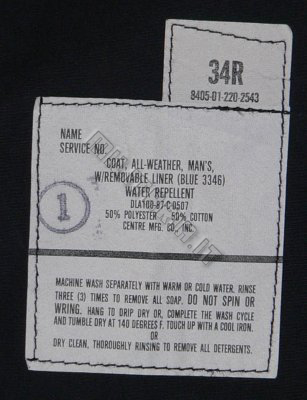 34R
8405-01-220-2543
NAME
SERVICE NO.
COAT, ALL-WEATHER, MAN'S,
W/REMOVABLE LINER (BLUE 3346)
WATER REPELLENT
DLA100-87-C-0507
50% POLYESTER 50% COTTON
CENTRE MFG. CO., INC.
1
MACHINE WASH SEPARATELY WITH WARM OR COLD WATER. RINSE
THREE (3) TIMES TO REMOVE ALL SOAP. DO NOT SPIN OR
WRING. HANG TO DRIP DRY OR, COMPLETE THE WASH CYCLE
AND TUMBLE DRY AT 140 DEGREES F. TOUCH UP WITH A COOL IRON.
OR
DRY CLEAN, THOROUGHLY RINSING TO REMOVE ALL DETERGENTS.